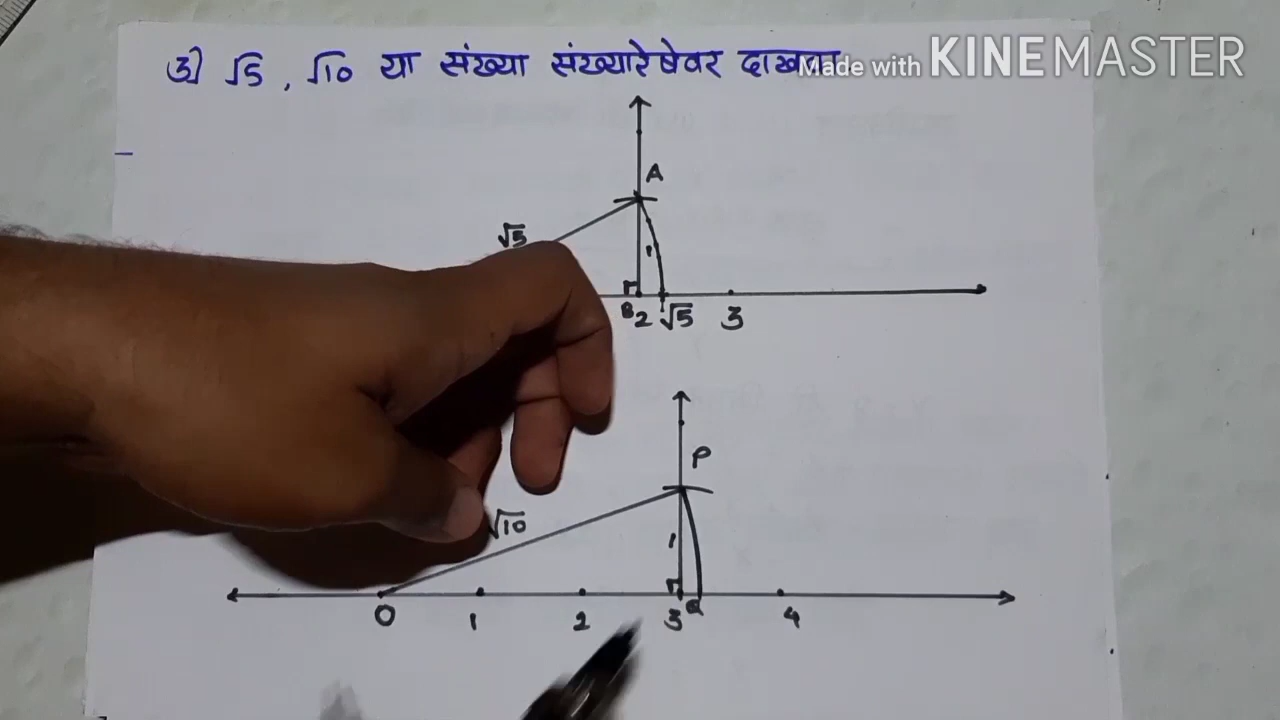 3) √5, √10 या संख्या संख्यारेषेवर
Made with KINEMASTER
A
√5
1
B 2 √5 3
P
√10
1
0 1 2 3 Q 4